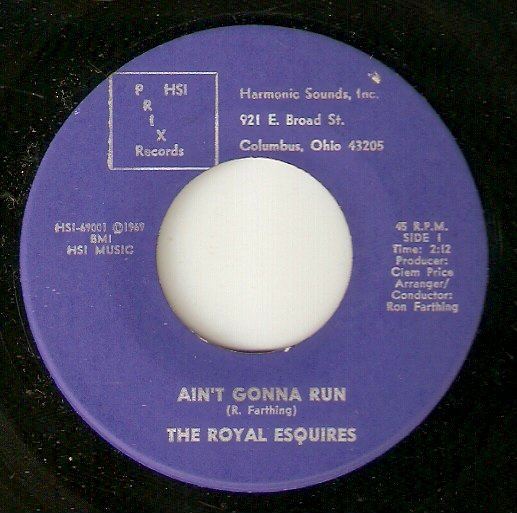 P HSI
R
I
X
Records
Harmonic Sounds, Inc.
921 E. Broad St.
Columbus, Ohio 43205
HSI-69001 ©1969
BMI
HSI MUSIC
45 R.P.M.
SIDE 1
Time: 2:12
Producer:
Clem Price
Arranger/
Conductor:
Ron Farthing
AIN'T GONNA RUN
(R. Farthing)
THE ROYAL ESQUIRES